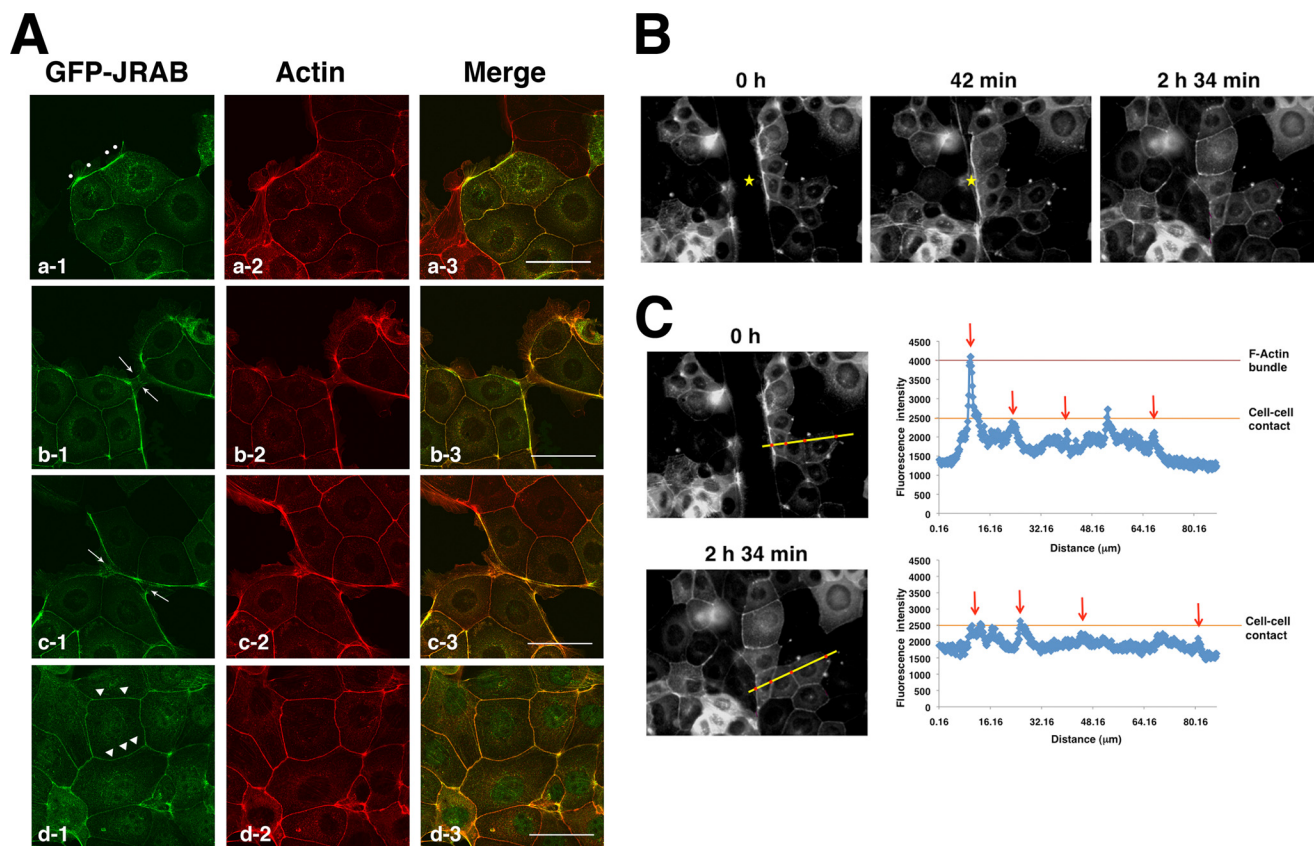 A
GFP-JRAB Actin Merge
a-1 a-2 a-3
b-1 b-2 b-3
c-1 c-2 c-3
d-1 d-2 d-3
B
0 h 42 min 2 h 34 min
C
0 h
2 h 34 min
Fluorescence intensity
4500
4000
3500
3000
2500
2000
1500
1000
500
0
0.16 16.16 32.16 48.16 64.16 80.16
Distance (μm)
F-Actin
bundle
Cell-cell
contact
Fluorescence intensity
4500
4000
3500
3000
2500
2000
1500
1000
500
0
0.16 16.16 32.16 48.16 64.16 80.16
Distance (μm)
Cell-cell
contact